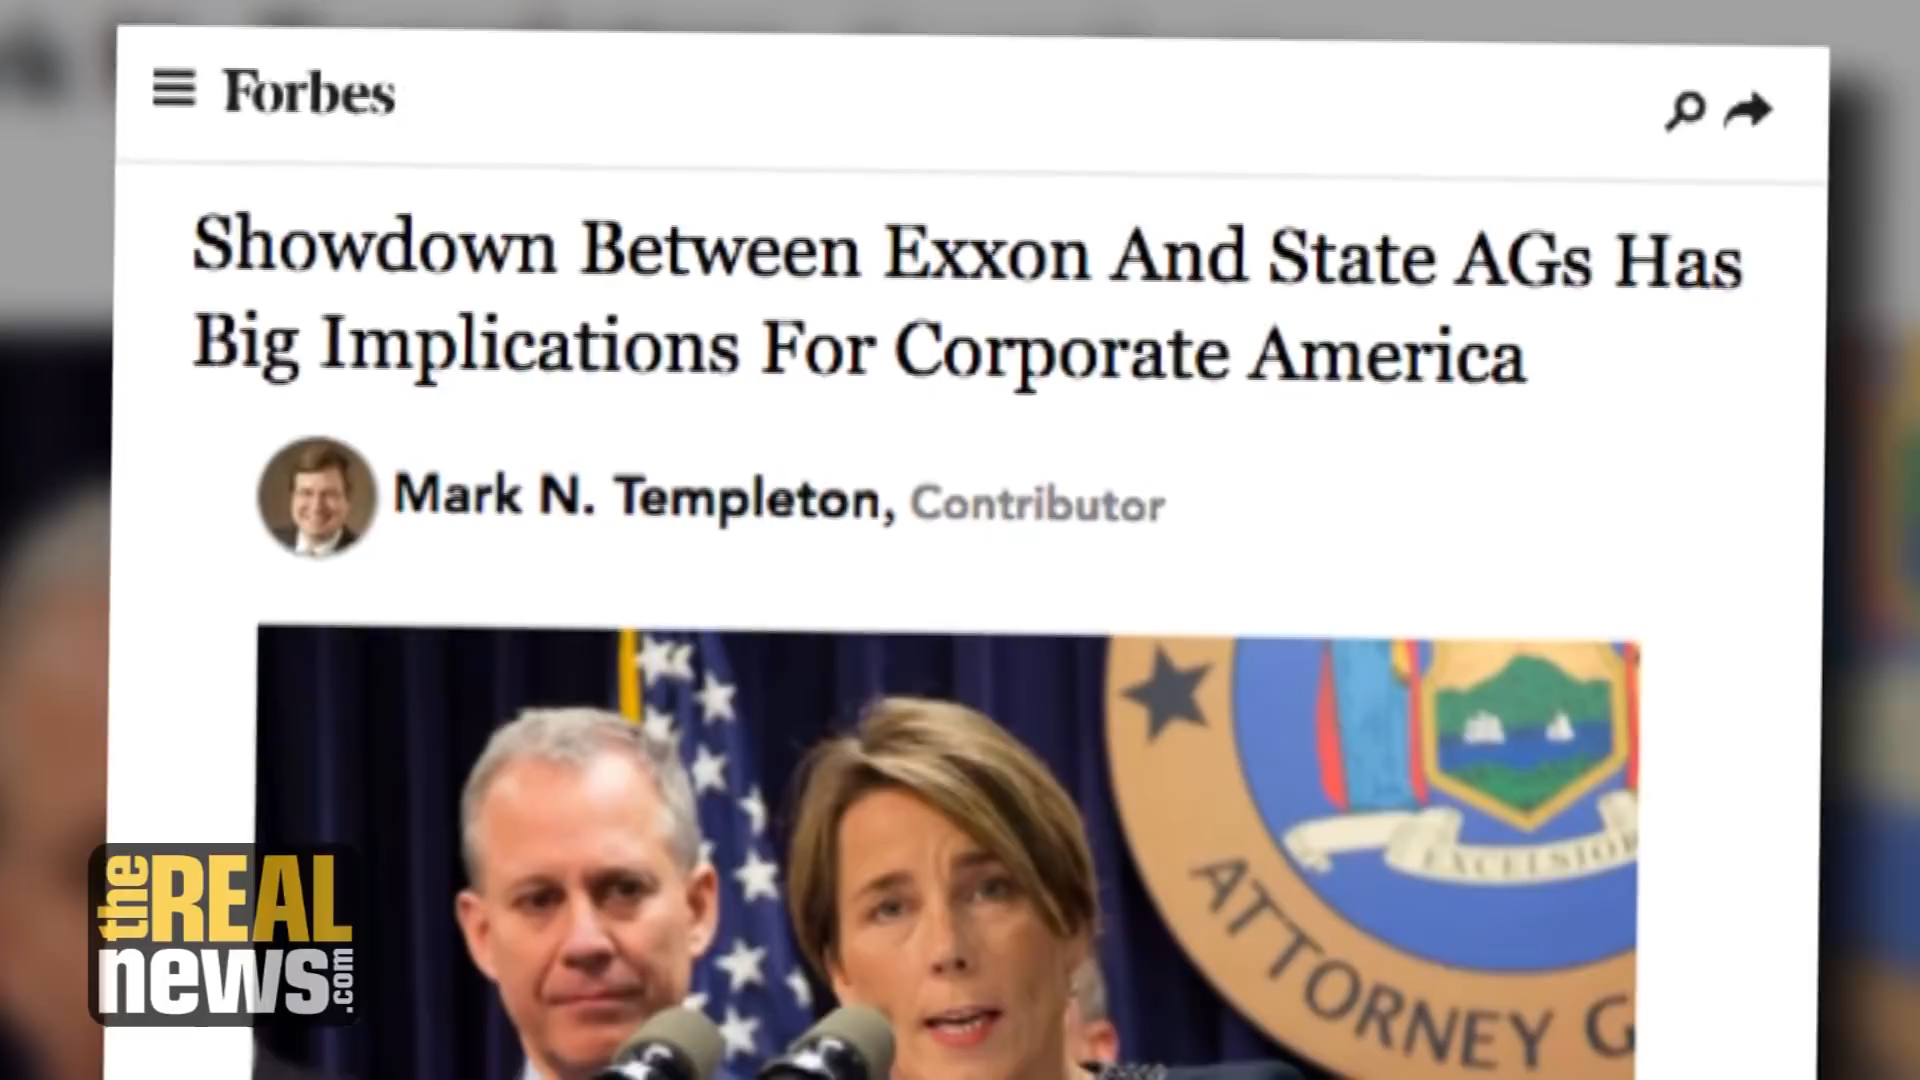 Forbes
Showdown Between Exxon And State AGs Has
Big Implications For Corporate America
Mark N. Templeton, Contributor
EXCELSIOR
ATTORNEY G
the REAL
news.com